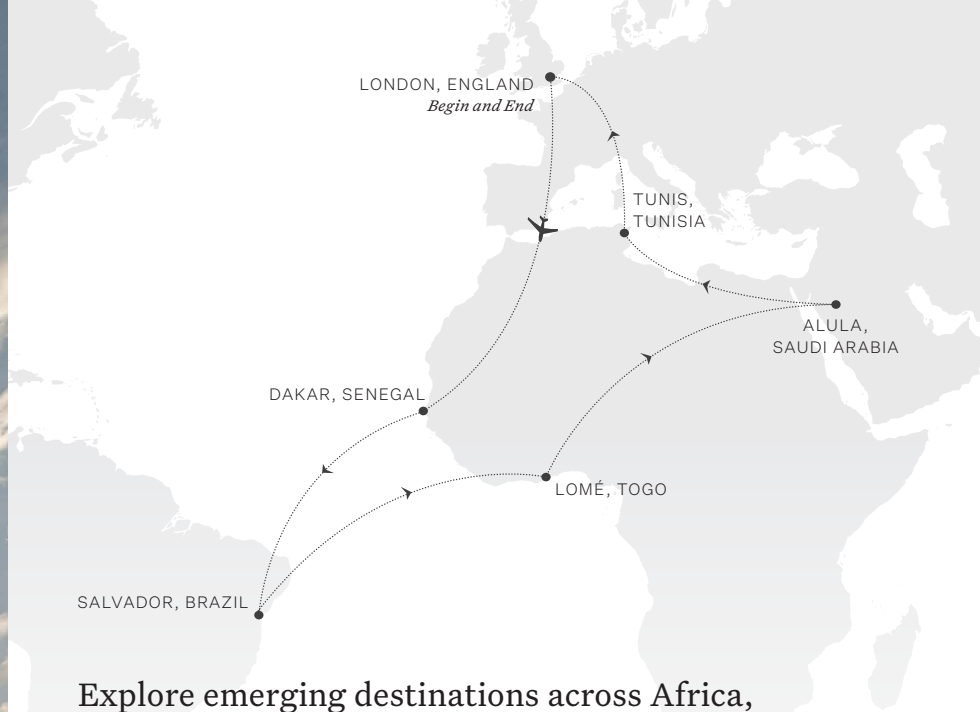 LONDON, ENGLAND
Begin and End
TUNIS,
TUNISIA
ALULA,
SAUDI ARABIA
DAKAR, SENEGAL
LOMÉ, TOGO
SALVADOR, BRAZIL
Explore emerging destinations across Africa,